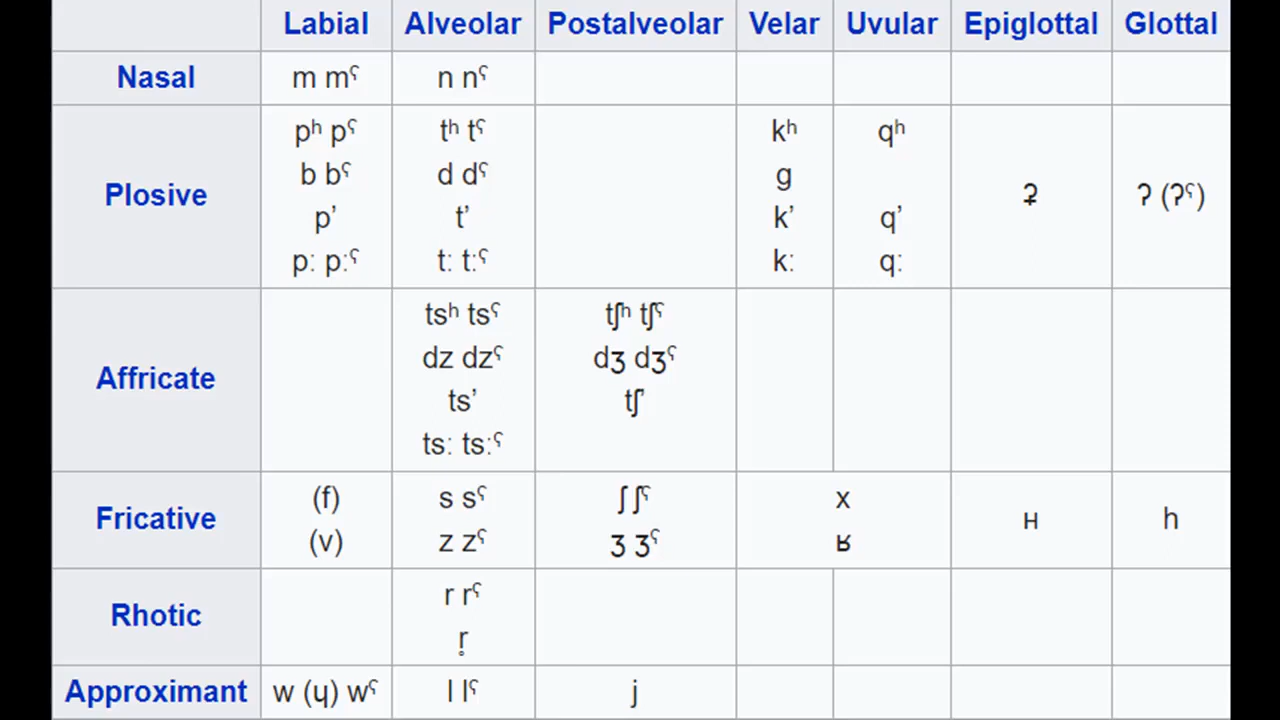 Labial Alveolar Postalveolar Velar Uvular Epiglottal Glottal
Nasal m mˤ n nˤ
Plosive
pʰ pˤ tʰ tˤ kʰ qʰ
b bˤ d dˤ g
p’ t’ k’ q’
pː pːˤ tː tːˤ kː qː
ʡ
ʔ (ʔˤ)
Affricate
tsʰ tsˤ tʃʰ tʃˤ
dz dzˤ dʒ dʒˤ
ts’ tʃ’
tsː tsːˤ
Fricative
(f) s sˤ ʃ ʃˤ x
(v) z zˤ ʒ ʒˤ ʁ
ʜ
h
Rhotic
r rˤ
r̥
Approximant w (ɥ) wˤ l lˤ j